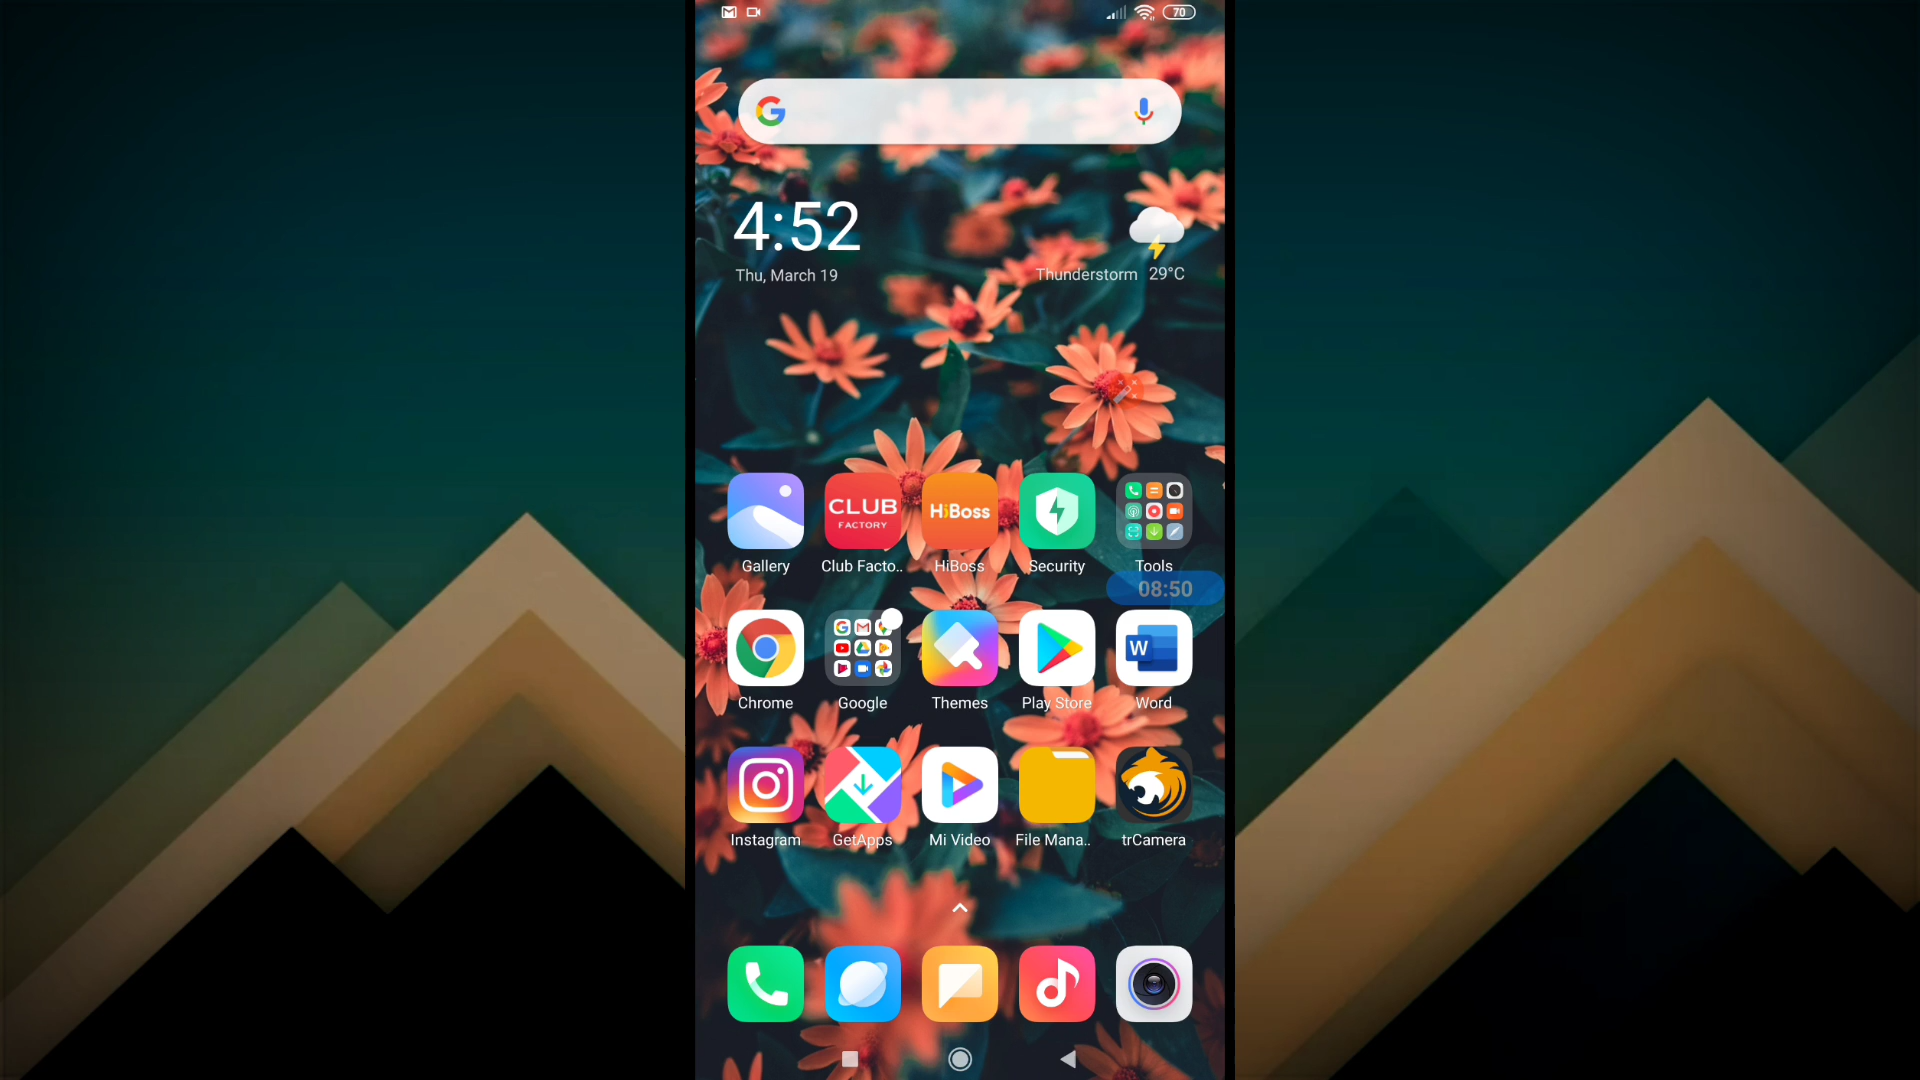 70
4:52
Thu, March 19
Thunderstorm 29°C
CLUB
FACTORY
HiBoss
Gallery
Club Facto..
HiBoss
Security
Tools
08:50
W
Chrome
Google
Themes
Play Store
Word
Instagram
GetApps
Mi Video
File Mana..
trCamera